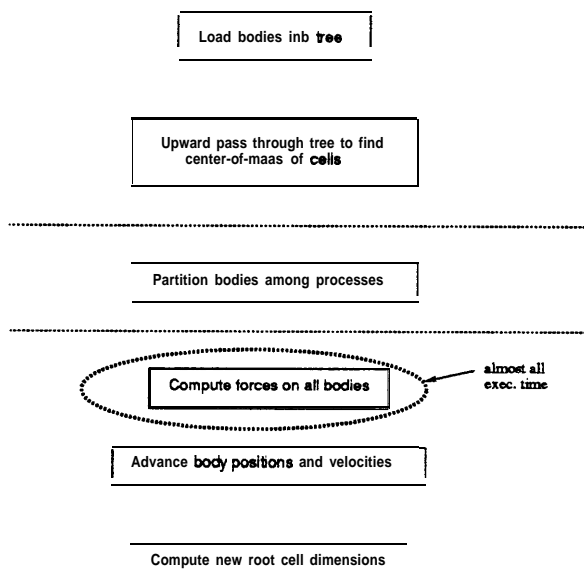 Load bodies inb tree
Upward pass through tree to find
center-of-maas of cells
Partition bodies among processes
Compute forces on all bodies
almost all
exec. time
Advance body positions and velocities
Compute new root cell dimensions